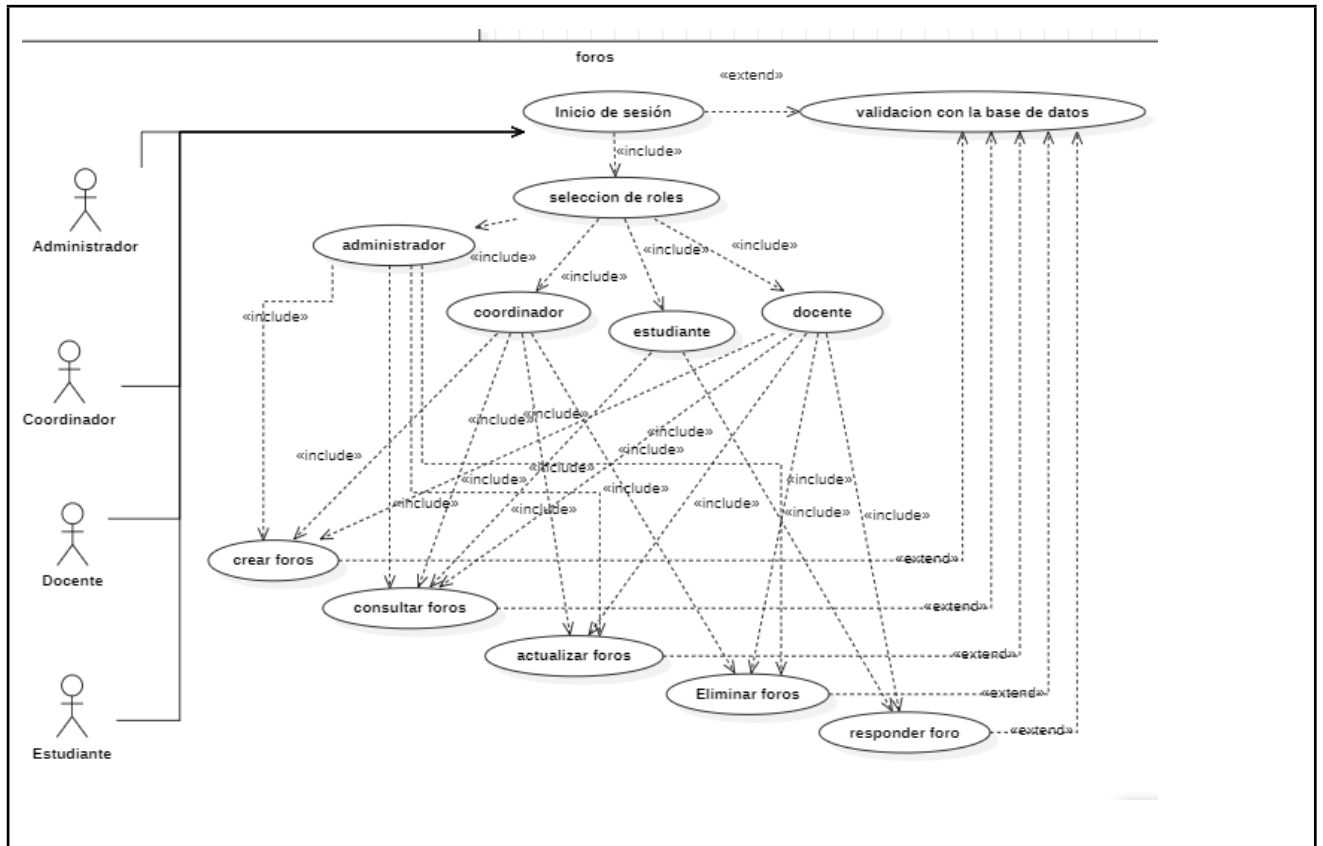 foros
«extend»
Inicio de sesión
validacion con la base de datos
«include»
seleccion de roles
Administrador
administrador
«include»
«include»
«include»
«include»
coordinador
docente
estudiante
«include»
Coordinador
«include»
«include»
«include»
«include»
«include»
«include»
«include»
«include»
«include»
«include»
«include»
«include»
«include»
«include»
crear foros
«extend»
Docente
consultar foros
«extend»
actualizar foros
«extend»
Eliminar foros
«extend»
responder foro
«extend»
Estudiante